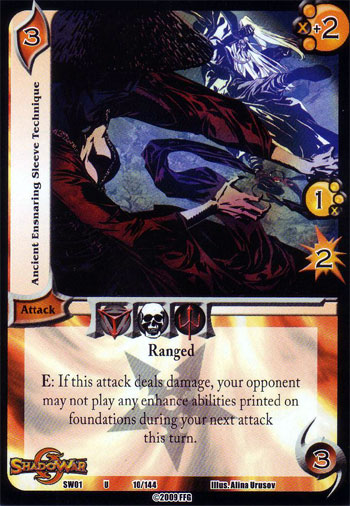 3
+2
Ancient Ensnaring Sleeve Technique
1
2
Attack
Ranged
E: If this attack deals damage, your opponent
may not play any enhance abilities printed on
foundations during your next attack
this turn.
ShadoWar
3
SW01 U 10/144 Illus. Alina Urusov
©2009 FFG